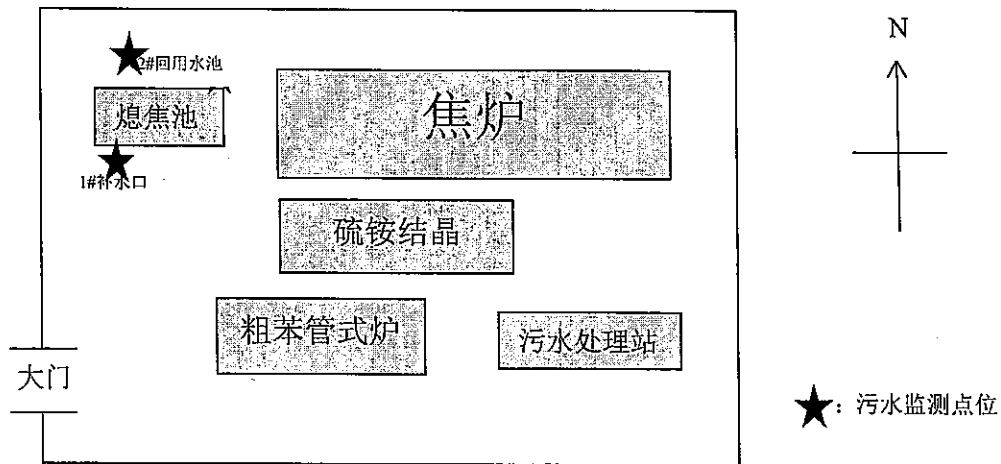 N
2#回用水池
熄焦池
焦炉
1#补水口
硫铵结晶
粗苯管式炉
污水处理站
大门
★：污水监测点位